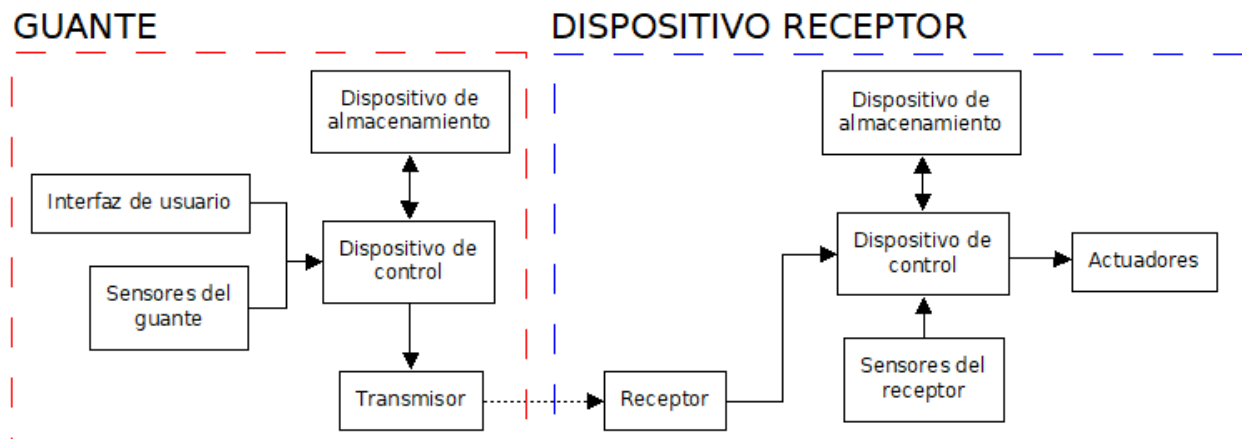 GUANTE
Dispositivo de
almacenamiento
Interfaz de usuario
Dispositivo de
control
Sensores del
guante
Transmisor
DISPOSITIVO RECEPTOR
Dispositivo de
almacenamiento
Dispositivo de
control
Actuadores
Sensores del
receptor
Receptor